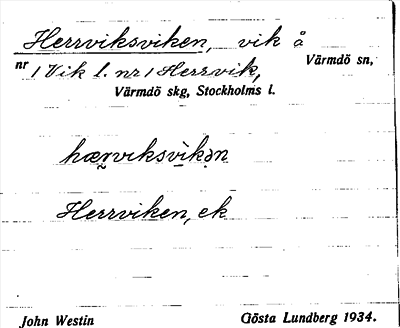 Herrviksviken, vik å
Värmdö sn,
nr 1 Vik l. nr 1 Herrvik,
Värmdö skg, Stockholms l.
hærviksvìkən
Herrviken, ek
John Westin
Gösta Lundberg 1934.